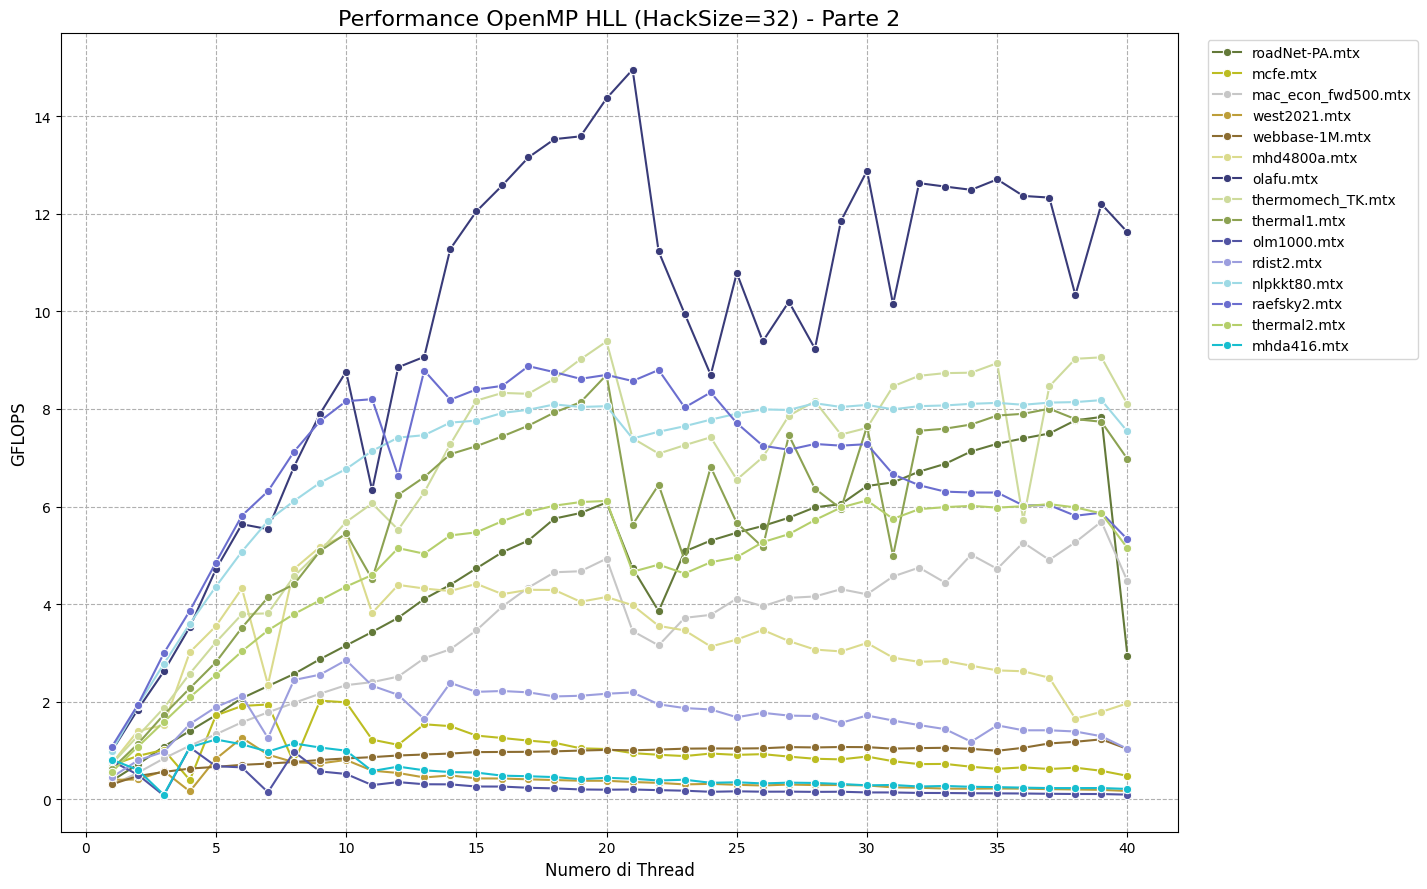 Performance OpenMP HLL (HackSize=32) - Parte 2
GFLOPS
14
12
10
8
6
4
2
0
0 5 10 15 20 25 30 35 40
Numero di Thread
roadNet-PA.mtx
mcfe.mtx
mac_econ_fwd500.mtx
west2021.mtx
webbase-1M.mtx
mhd4800a.mtx
olafu.mtx
thermomech_TK.mtx
thermal1.mtx
olm1000.mtx
rdist2.mtx
nlpkkt80.mtx
raefsky2.mtx
thermal2.mtx
mhda416.mtx